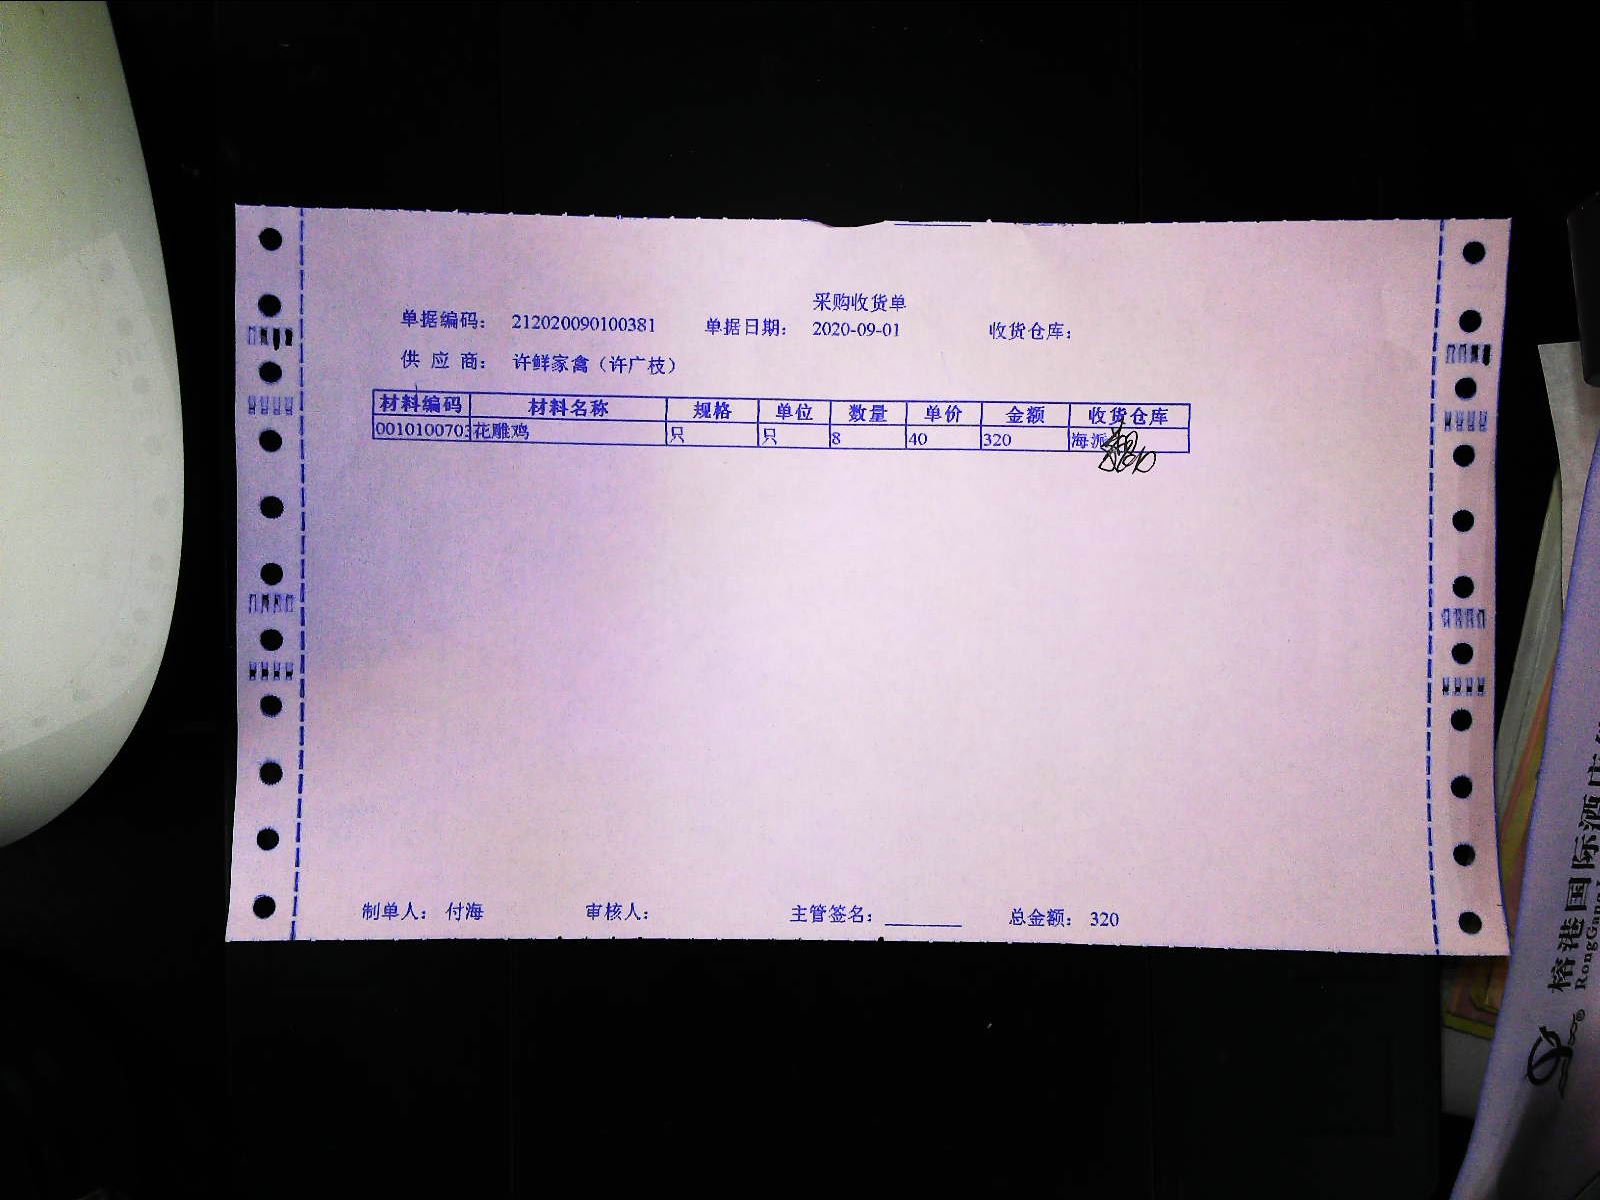 采购收货单
单据编码： 212020090100381 单据日期： 2020-09-01 收货仓库：
供 应 商： 许鲜家禽（许广枝）
材料编码 材料名称 规格 单位 数量 单价 金额 收货仓库
0010100703 花雕鸡 只 只 8 40 320 海派
制单人： 付海 审核人： 主管签名： 总金额： 320
榕港国际酒店